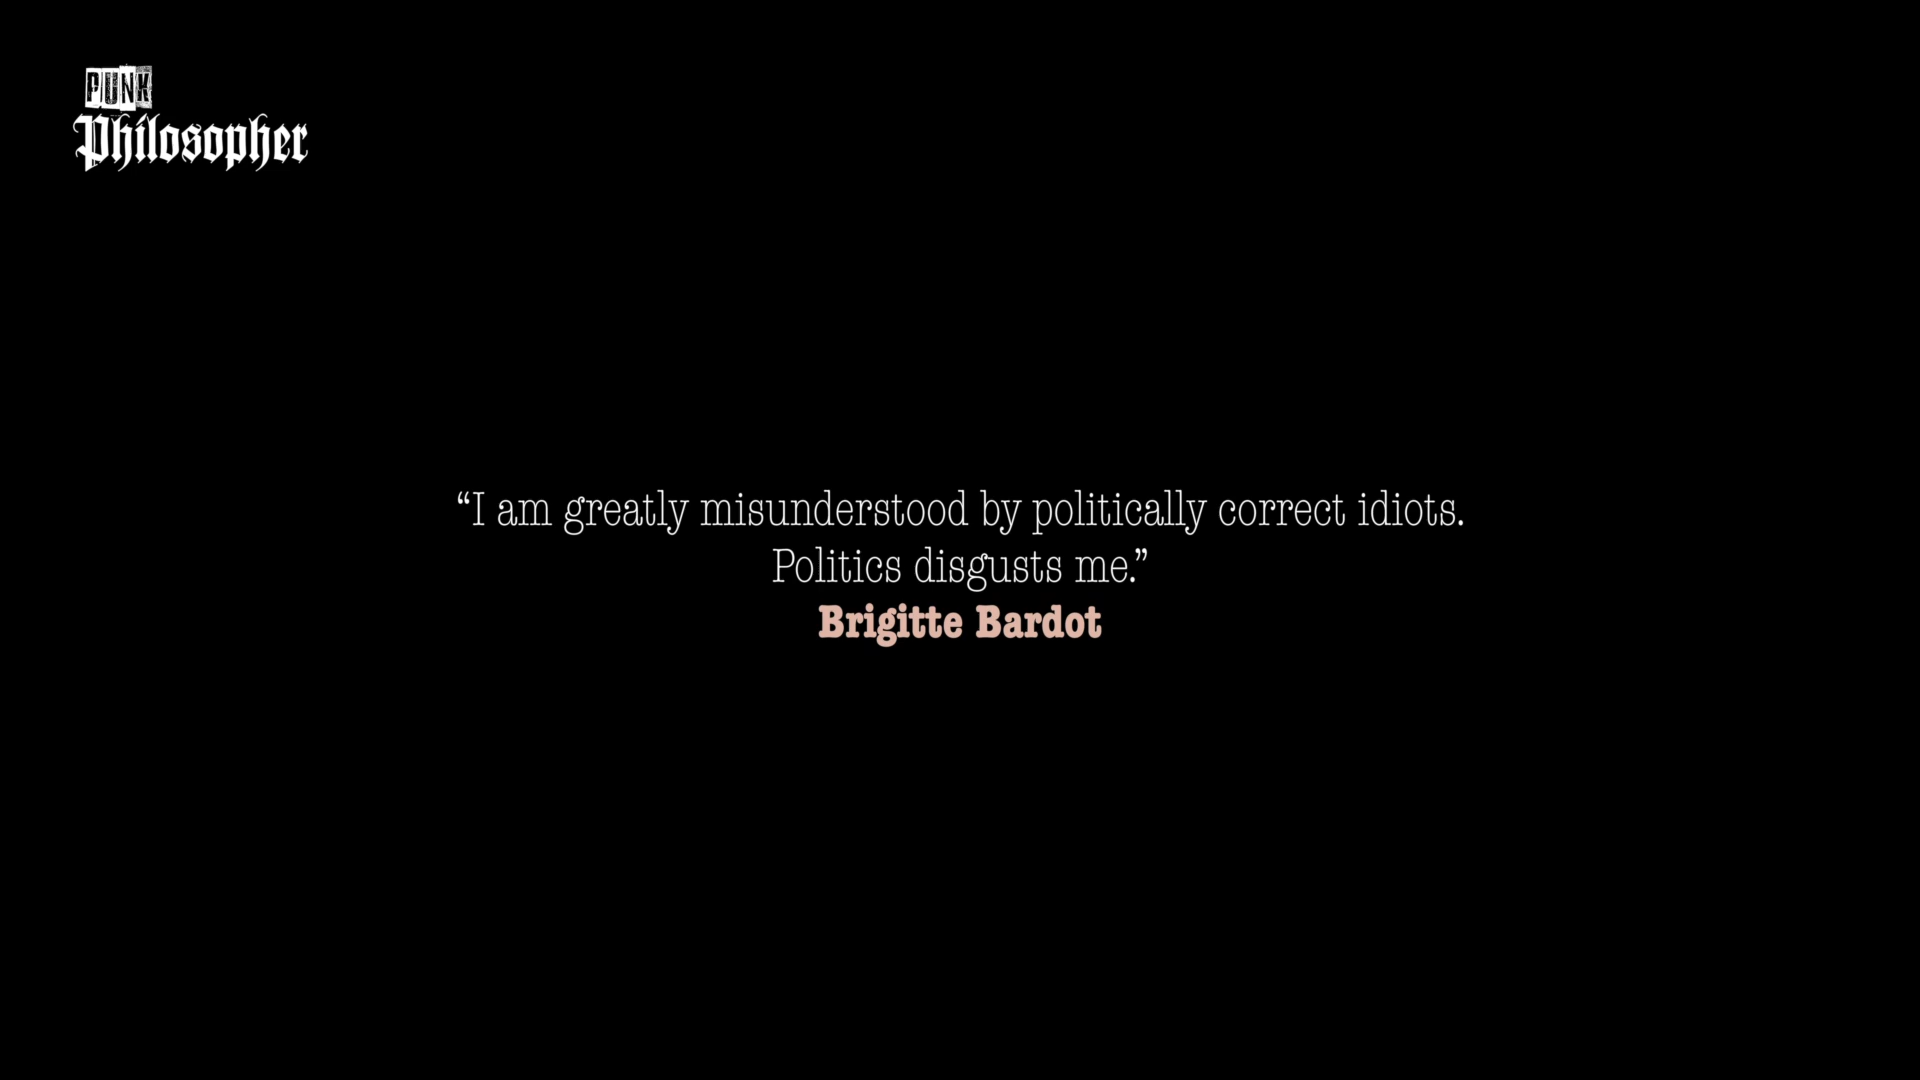 PUNK
Philosopher
“I am greatly misunderstood by politically correct idiots.
Politics disgusts me.”
Brigitte Bardot